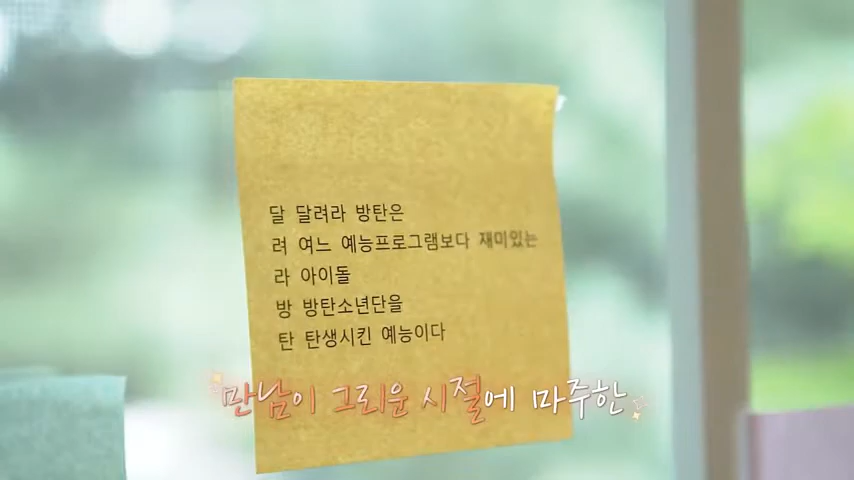 달 달려라 방탄은
려 여느 예능프로그램보다 재미있는
라 아이돌
방 방탄소년단을
탄 탄생시킨 예능이다
만남이 그리운 시절에 마주한